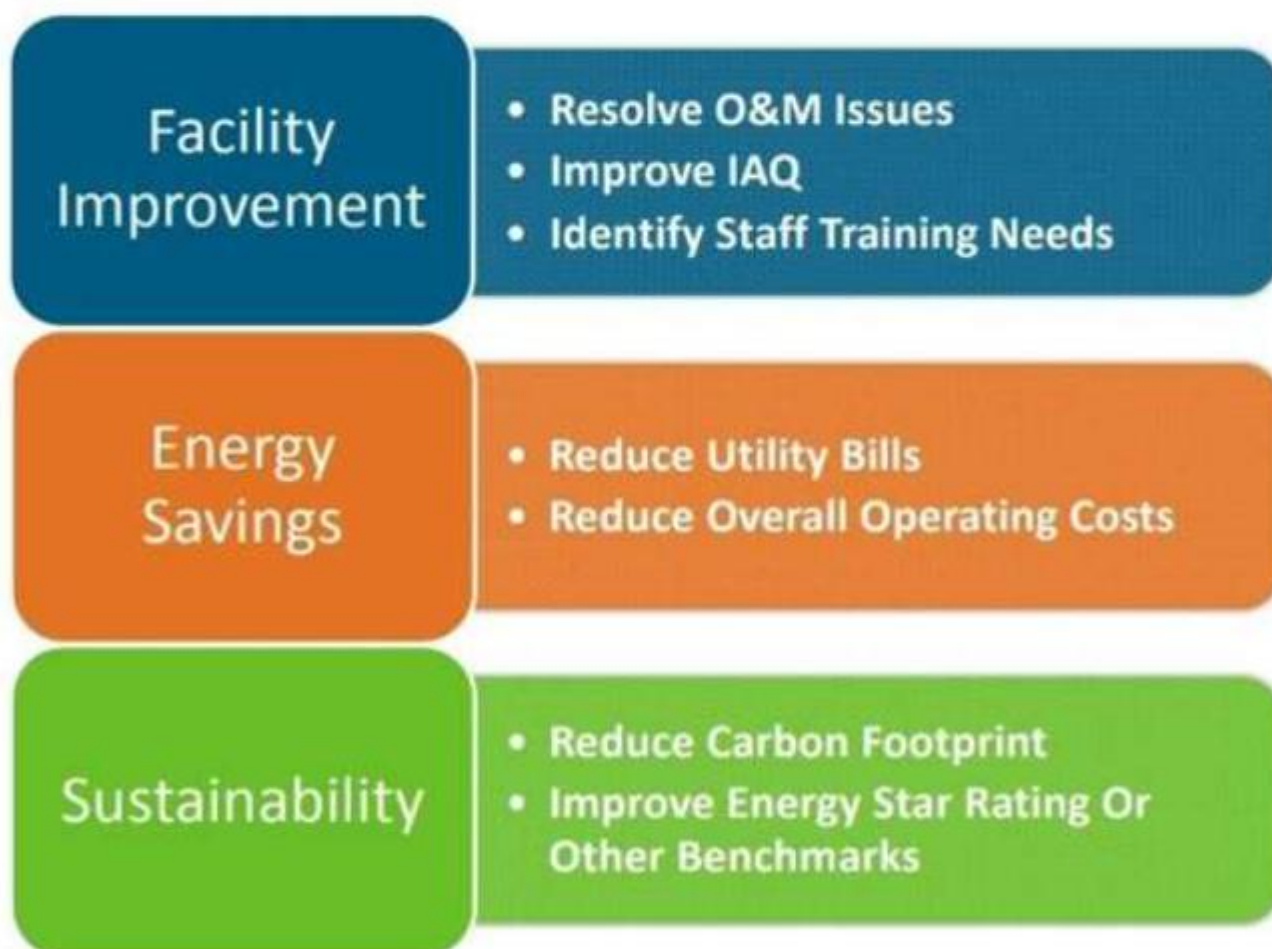 Facility
Improvement
• Resolve O&M Issues
• Improve IAQ
• Identify Staff Training Needs
Energy
Savings
• Reduce Utility Bills
• Reduce Overall Operating Costs
Sustainability
• Reduce Carbon Footprint
• Improve Energy Star Rating Or
Other Benchmarks